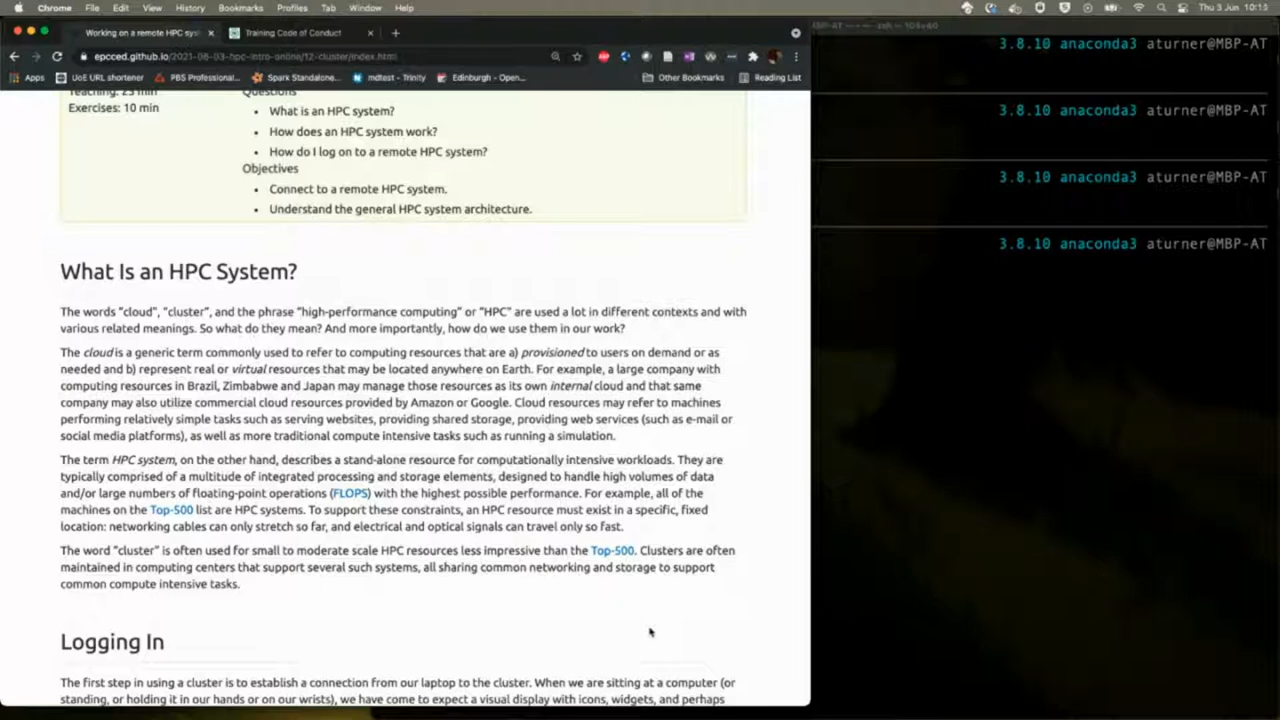 Chrome File Edit View History Bookmarks Profiles Tab Window Help Thu 3 Jun 10:15
Working on a remote HPC sys Training Code of Conduct
epcced.github.io/2021-06-03-hpc-intro-online/12-cluster/index.html
Apps UoE URL shortener PBS Professional... Spark Standalone... mdtest - Trinity Edinburgh - Open... Other Bookmarks Reading List
3.8.10 anaconda3 aturner@MBP-AT
3.8.10 anaconda3 aturner@MBP-AT
3.8.10 anaconda3 aturner@MBP-AT
3.8.10 anaconda3 aturner@MBP-AT
Teaching: 25 min
Exercises: 10 min
Questions
What is an HPC system?
How does an HPC system work?
How do I log on to a remote HPC system?
Objectives
Connect to a remote HPC system.
Understand the general HPC system architecture.
What Is an HPC System?
The words “cloud”, “cluster”, and the phrase “high-performance computing” or “HPC” are used a lot in different contexts and with
various related meanings. So what do they mean? And more importantly, how do we use them in our work?
The cloud is a generic term commonly used to refer to computing resources that are a) provisioned to users on demand or as
needed and b) represent real or virtual resources that may be located anywhere on Earth. For example, a large company with
computing resources in Brazil, Zimbabwe and Japan may manage those resources as its own internal cloud and that same
company may also utilize commercial cloud resources provided by Amazon or Google. Cloud resources may refer to machines
performing relatively simple tasks such as serving websites, providing shared storage, providing web services (such as e-mail or
social media platforms), as well as more traditional compute intensive tasks such as running a simulation.
The term HPC system, on the other hand, describes a stand-alone resource for computationally intensive workloads. They are
typically comprised of a multitude of integrated processing and storage elements, designed to handle high volumes of data
and/or large numbers of floating-point operations (FLOPS) with the highest possible performance. For example, all of the
machines on the Top-500 list are HPC systems. To support these constraints, an HPC resource must exist in a specific, fixed
location: networking cables can only stretch so far, and electrical and optical signals can travel only so fast.
The word “cluster” is often used for small to moderate scale HPC resources less impressive than the Top-500. Clusters are often
maintained in computing centers that support several such systems, all sharing common networking and storage to support
common compute intensive tasks.
Logging In
The first step in using a cluster is to establish a connection from our laptop to the cluster. When we are sitting at a computer (or
standing, or holding it in our hands or on our wrists), we have come to expect a visual display with icons, widgets, and perhaps